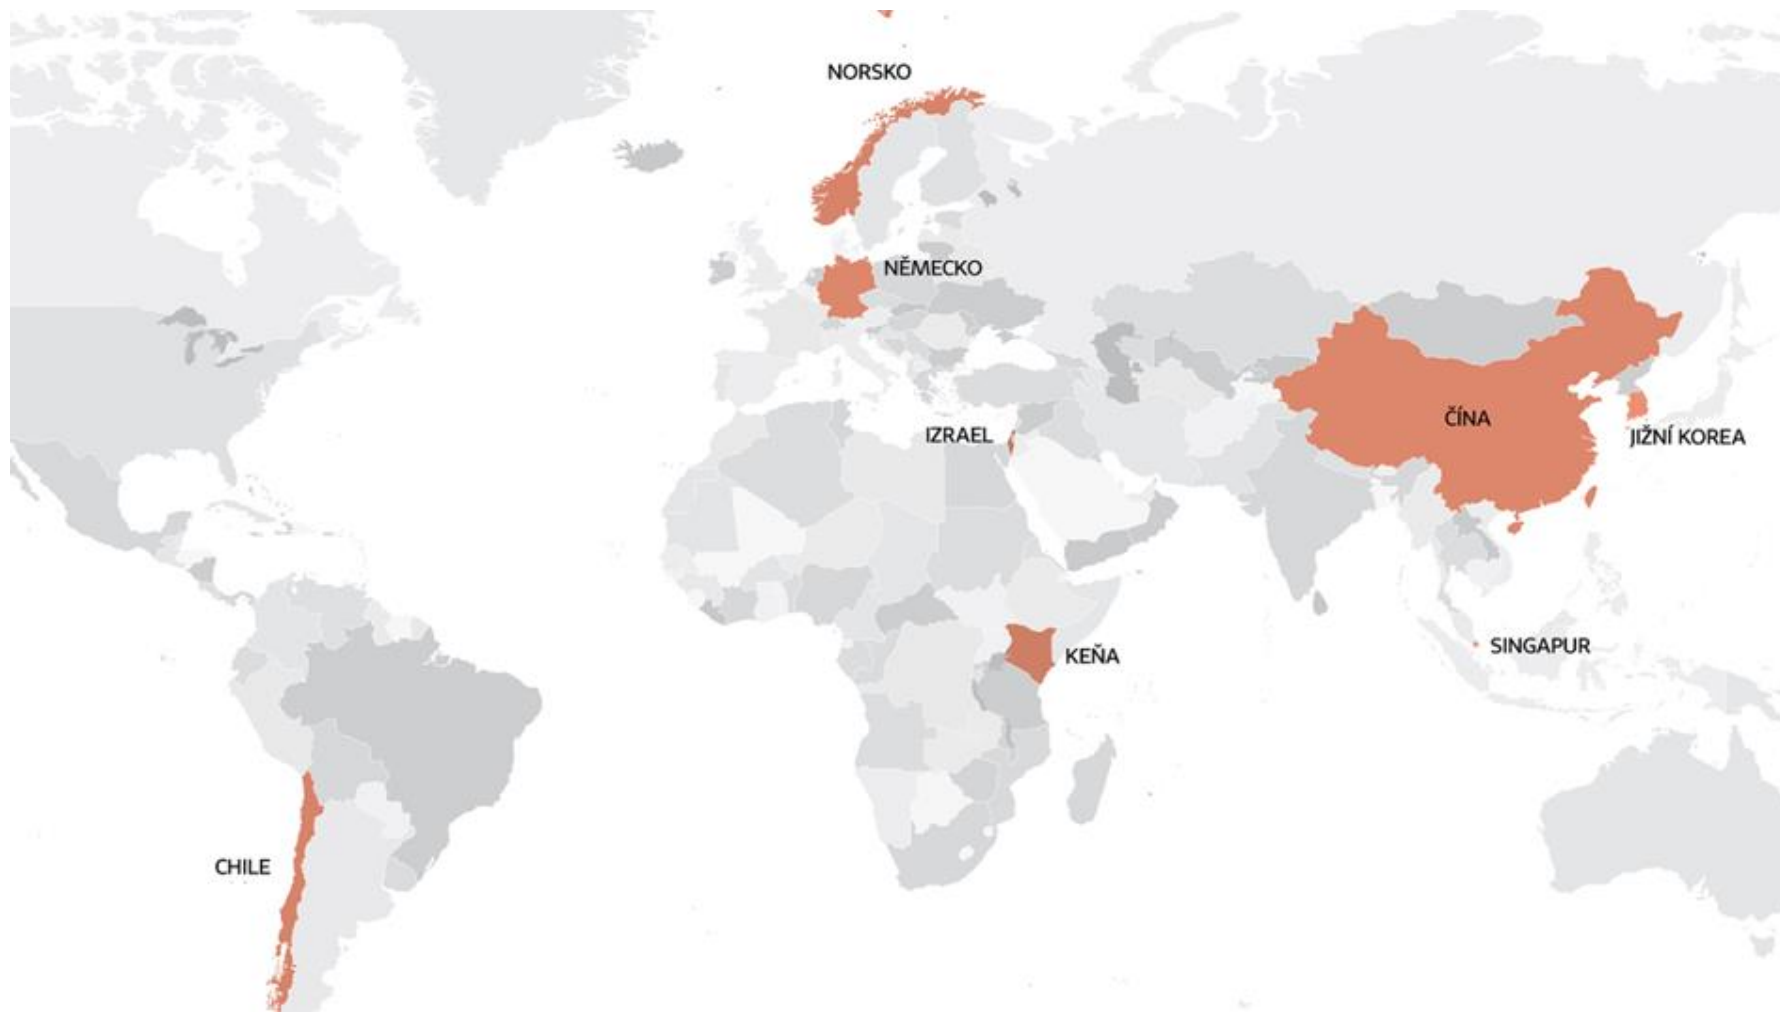 NORSKO
NĚMECKO
IZRAEL
ČÍNA
JIŽNÍ KOREA
SINGAPUR
KEŇA
CHILE